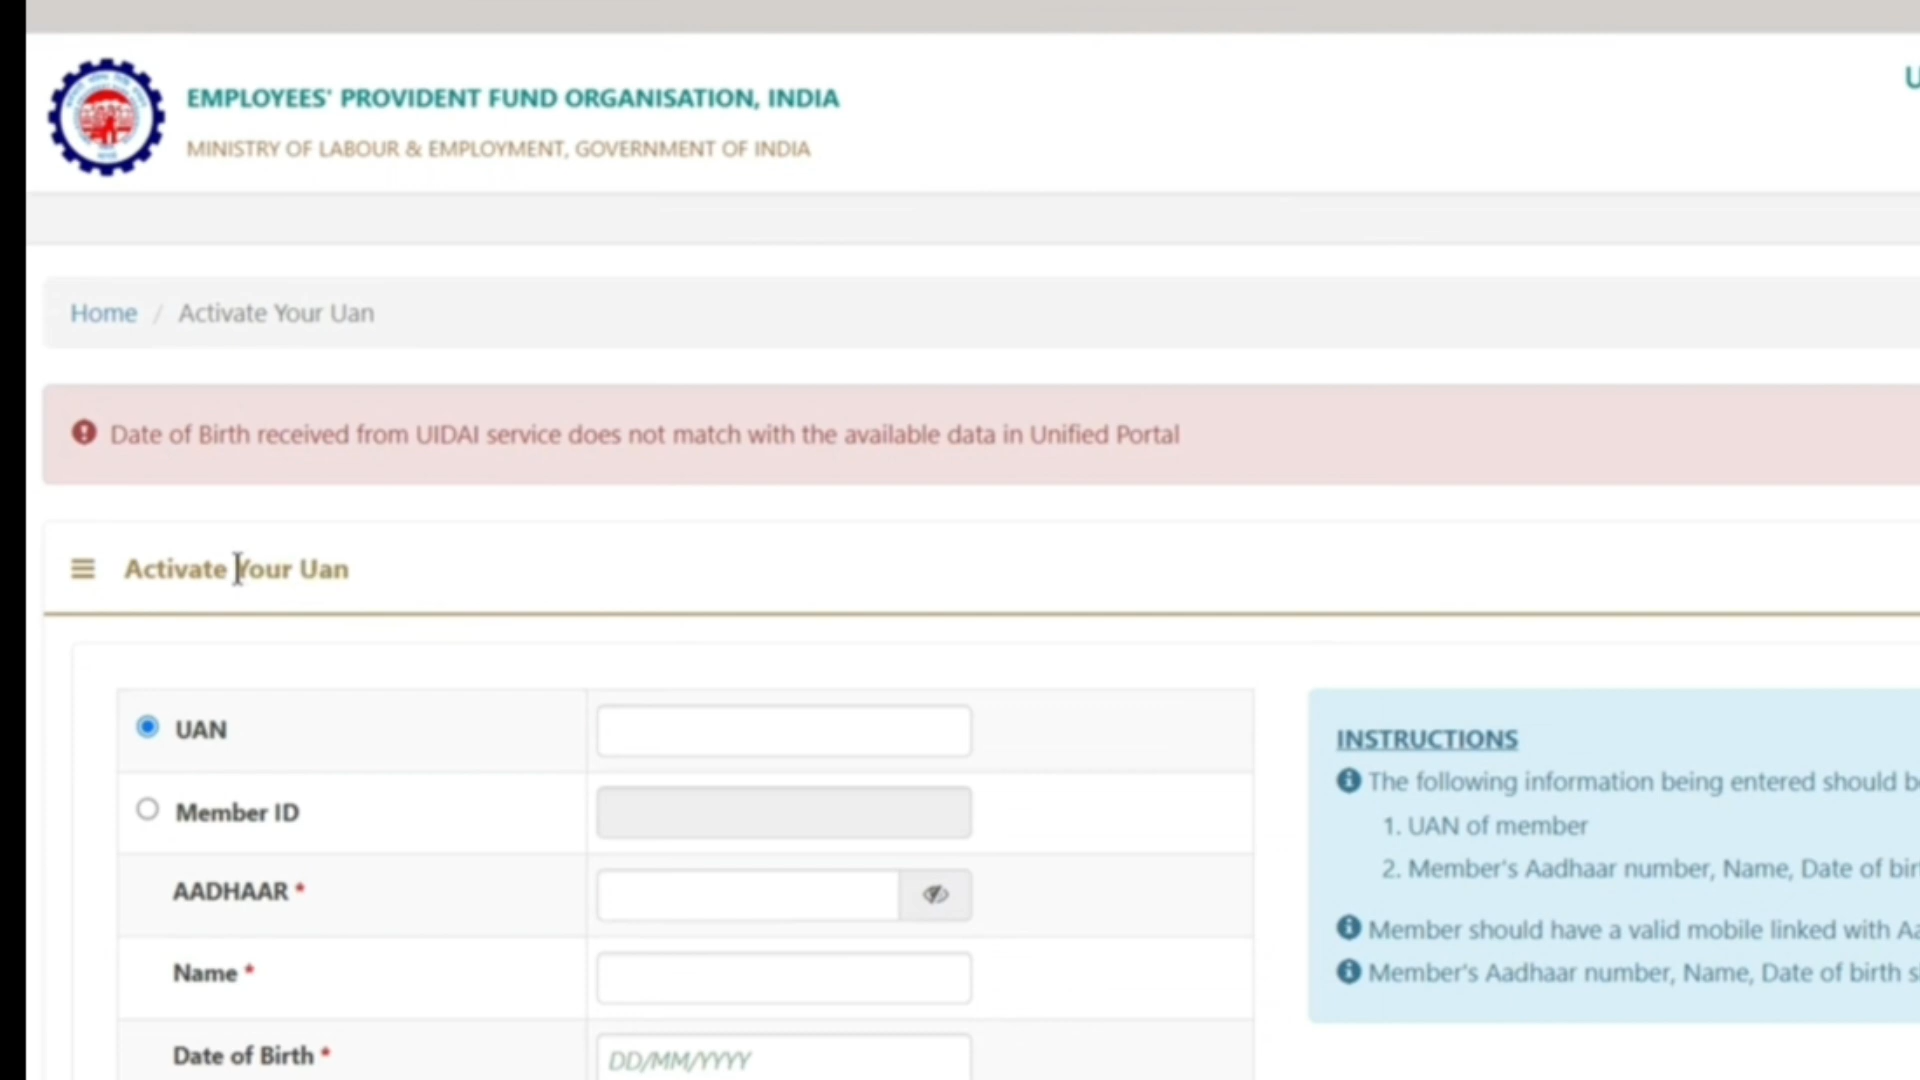 U
EMPLOYEES' PROVIDENT FUND ORGANISATION, INDIA
MINISTRY OF LABOUR & EMPLOYMENT, GOVERNMENT OF INDIA
Home / Activate Your Uan
Date of Birth received from UIDAI service does not match with the available data in Unified Portal
Activate Your Uan
UAN
Member ID
AADHAAR *
Name *
Date of Birth *
DD/MM/YYYY
INSTRUCTIONS
The following information being entered should b
1. UAN of member
2. Member's Aadhaar number, Name, Date of bir
Member should have a valid mobile linked with Aa
Member's Aadhaar number, Name, Date of birth s